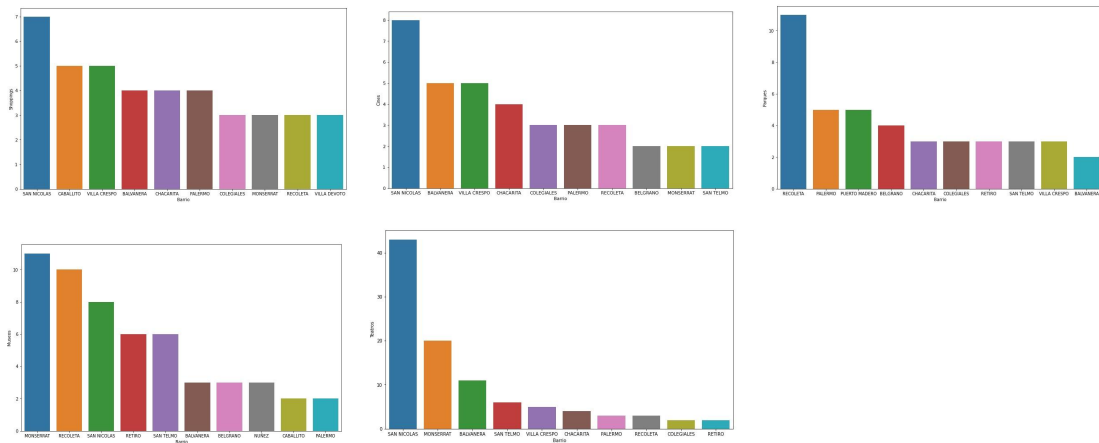 7
6
5
4
3
2
1
0
Shoppings
SAN NICOLAS CABALLITO VILLA CRESPO BALVANERA CHACARITA PALERMO COLEGIALES MONSERRAT RECOLETA VILLA DEVOTO
Barrio
8
7
6
5
4
3
2
1
0
Cines
SAN NICOLAS BALVANERA VILLA CRESPO CHACARITA COLEGIALES PALERMO RECOLETA BELGRANO MONSERRAT SAN TELMO
Barrio
10
8
6
4
2
0
Parques
RECOLETA PALERMO PUERTO MADERO BELGRANO CHACARITA COLEGIALES RETIRO SAN TELMO VILLA CRESPO BALVANERA
Barrio
10
8
6
4
2
0
Museos
MONSERRAT RECOLETA SAN NICOLAS RETIRO SAN TELMO BALVANERA BELGRANO NUÑEZ CABALLITO PALERMO
Barrio
40
30
20
10
0
Teatros
SAN NICOLAS MONSERRAT BALVANERA SAN TELMO VILLA CRESPO CHACARITA PALERMO RECOLETA COLEGIALES RETIRO
Barrio